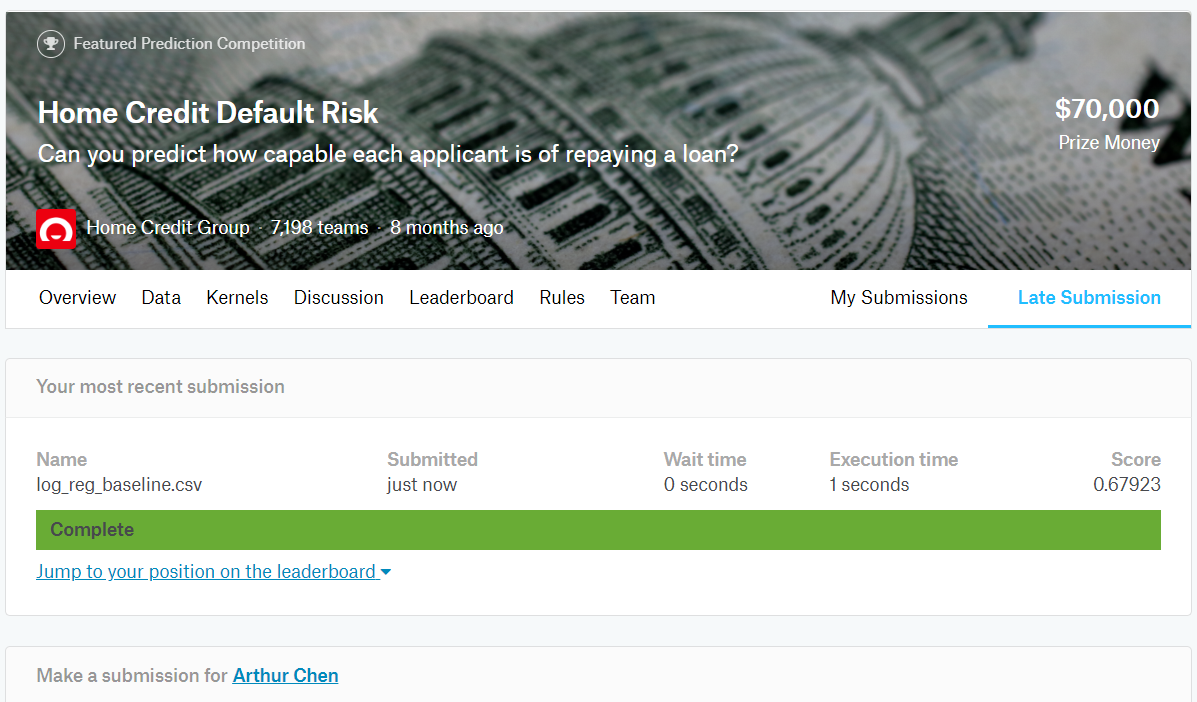 Featured Prediction Competition
Home Credit Default Risk
$70,000
Can you predict how capable each applicant is of repaying a loan?
Prize Money
Home Credit Group · 7,198 teams · 8 months ago
Overview Data Kernels Discussion Leaderboard Rules Team My Submissions Late Submission
Your most recent submission
Name Submitted Wait time Execution time Score
log_reg_baseline.csv just now 0 seconds 1 seconds 0.67923
Complete
Jump to your position on the leaderboard
Make a submission for Arthur Chen